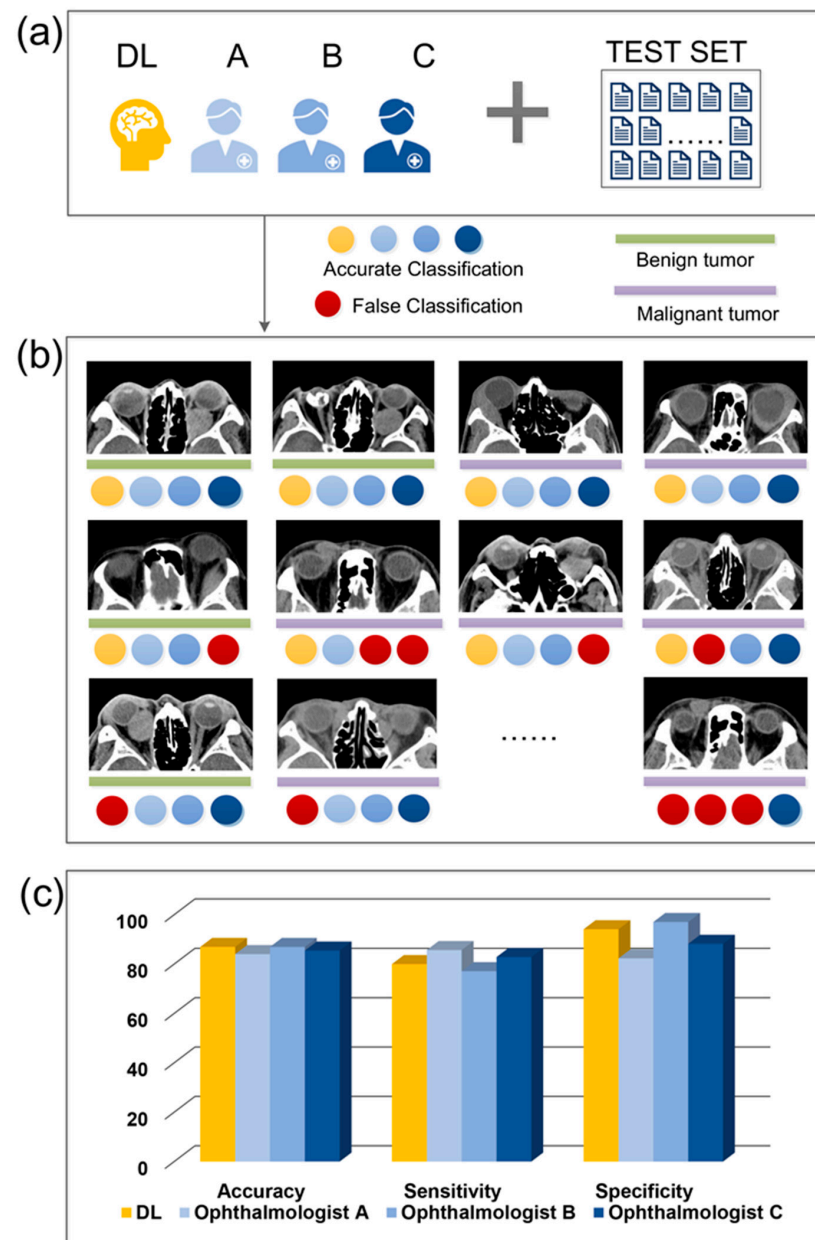 (a)
DL A B C TEST SET
......
Accurate Classification
False Classification
Benign tumor
Malignant tumor
(b)
......
(c)
100
80
60
40
20
0
Accuracy Sensitivity Specificity
DL Ophthalmologist A Ophthalmologist B Ophthalmologist C